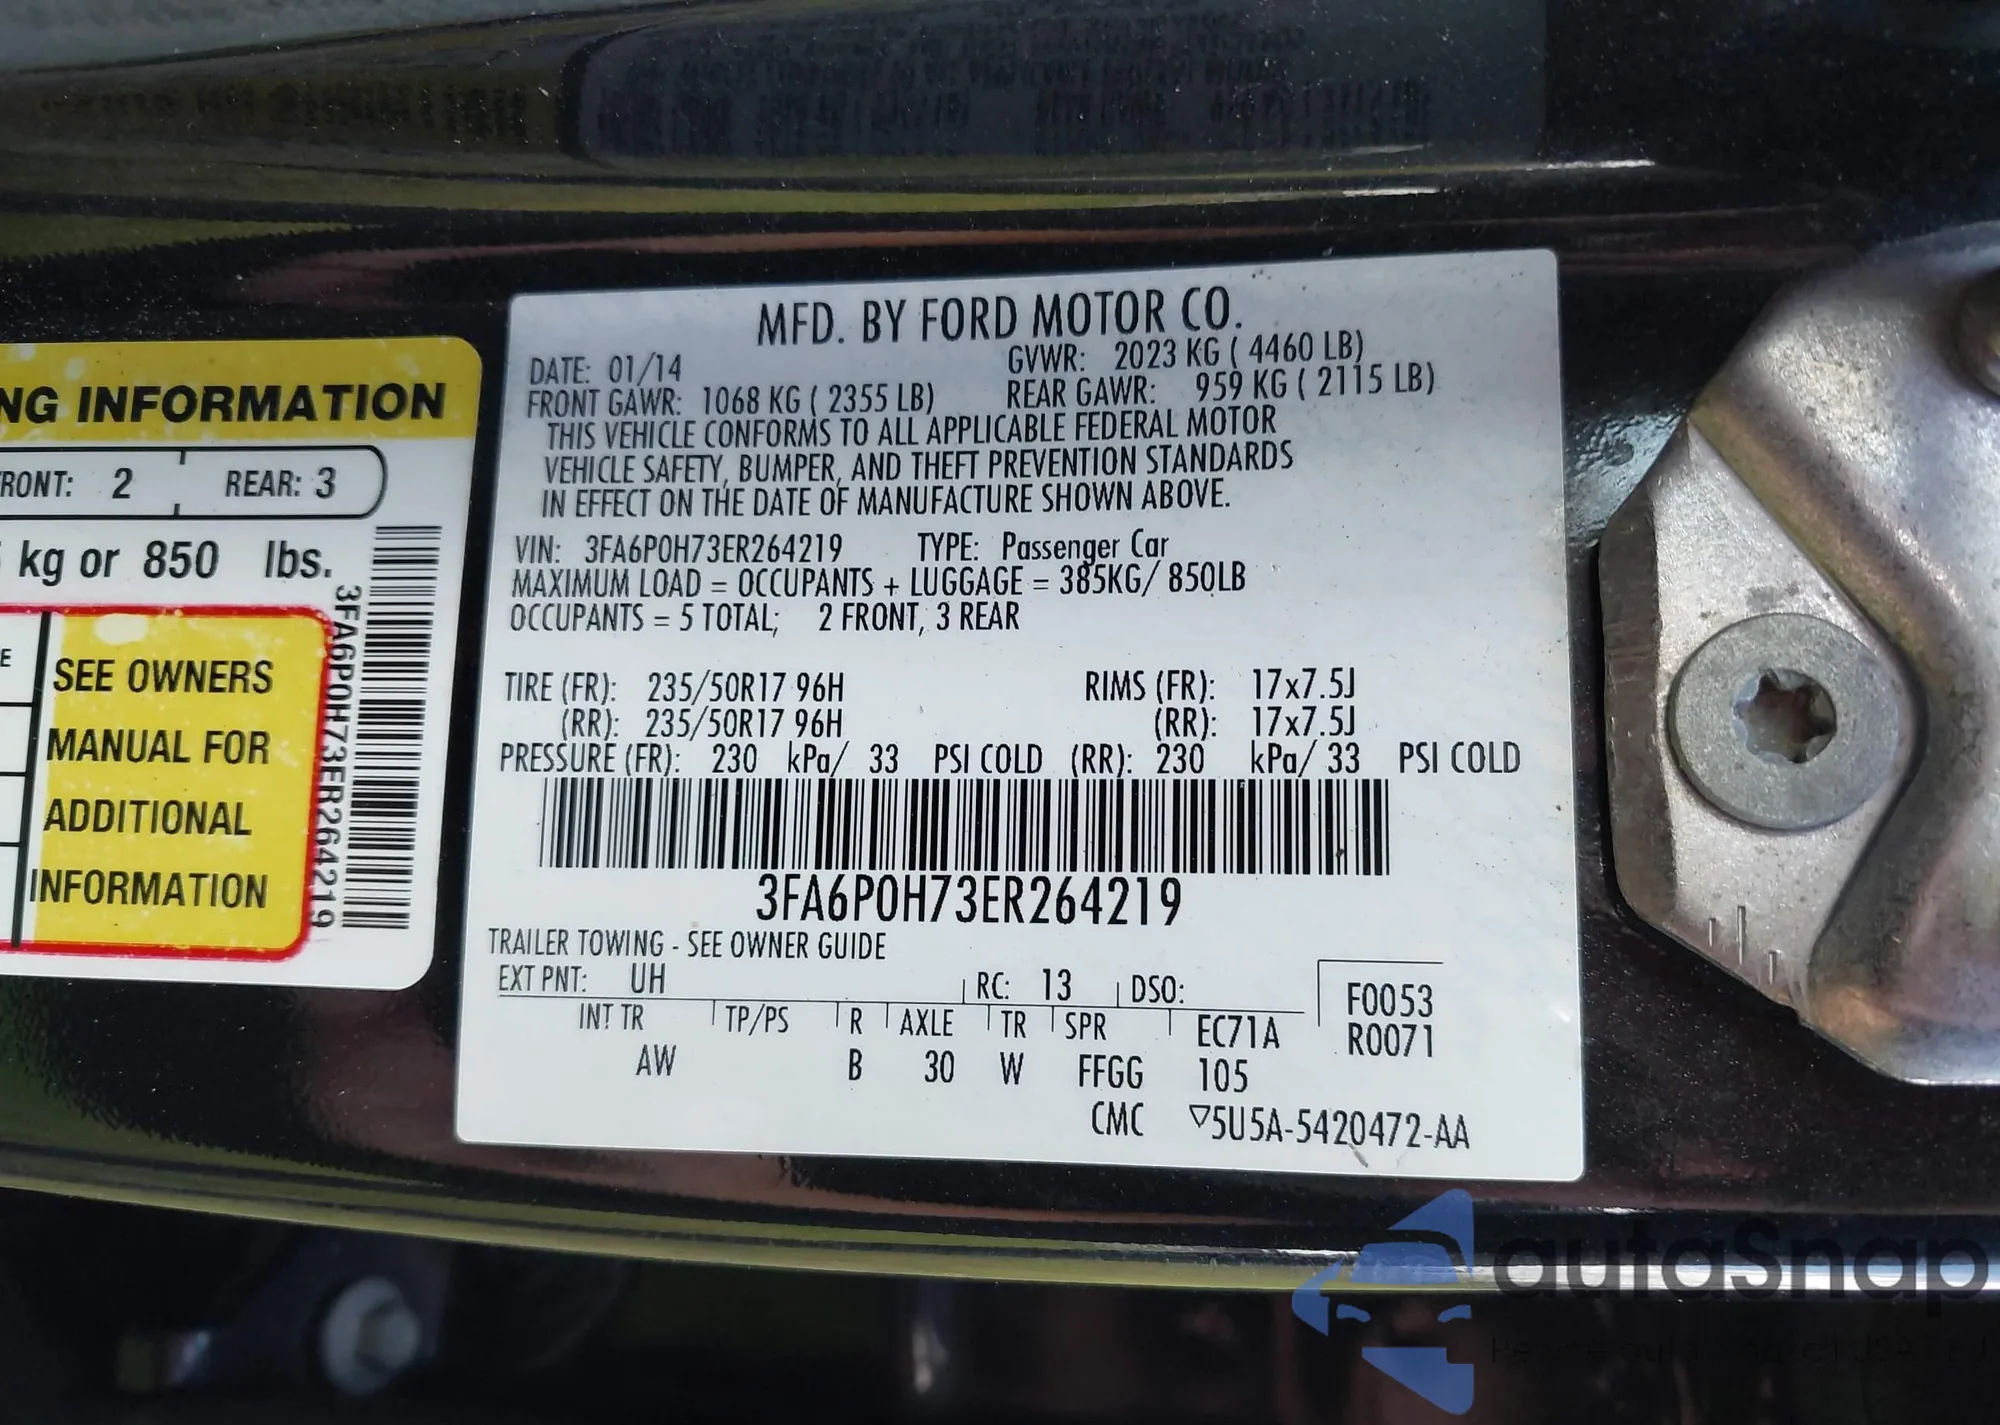 NG INFORMATION
RONT: 2 REAR: 3
kg or 850 lbs.
E
SEE OWNERS
MANUAL FOR
ADDITIONAL
INFORMATION
3FA6P0H73ER264219
MFD. BY FORD MOTOR CO.
DATE: 01/14 GVWR: 2023 KG ( 4460 LB)
FRONT GAWR: 1068 KG ( 2355 LB) REAR GAWR: 959 KG ( 2115 LB)
THIS VEHICLE CONFORMS TO ALL APPLICABLE FEDERAL MOTOR
VEHICLE SAFETY, BUMPER, AND THEFT PREVENTION STANDARDS
IN EFFECT ON THE DATE OF MANUFACTURE SHOWN ABOVE.
VIN: 3FA6P0H73ER264219 TYPE: Passenger Car
MAXIMUM LOAD = OCCUPANTS + LUGGAGE = 385KG/ 850LB
OCCUPANTS = 5 TOTAL; 2 FRONT, 3 REAR
TIRE (FR): 235/50R17 96H RIMS (FR): 17x7.5J
(RR): 235/50R17 96H (RR): 17x7.5J
PRESSURE (FR): 230 kPa/ 33 PSI COLD (RR): 230 kPa/ 33 PSI COLD
3FA6P0H73ER264219
TRAILER TOWING - SEE OWNER GUIDE
EXT PNT: UH RC: 13 DSO: F0053
INT TR TP/PS R AXLE TR SPR EC71A R0071
AW B 30 W FFGG 105
CMC ▽5U5A-5420472-AA
autaSnap